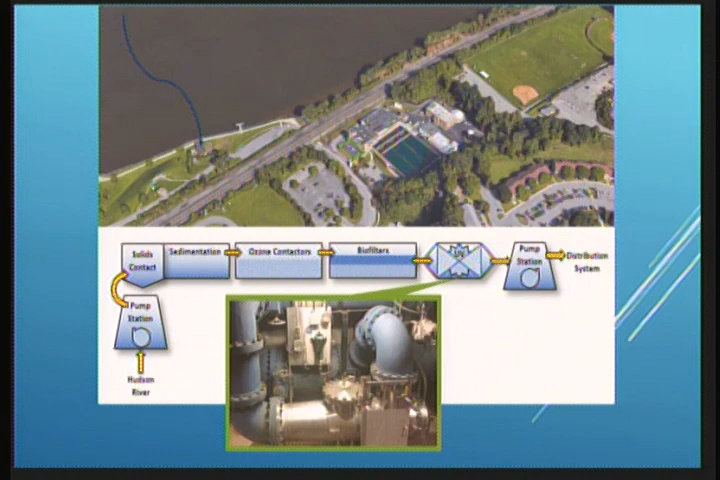 Solids
Contact
Sedimentation
Ozone Contactors
Biofilters
UV
Pump
Station
Distribution
System
Pump
Station
Hudson
River